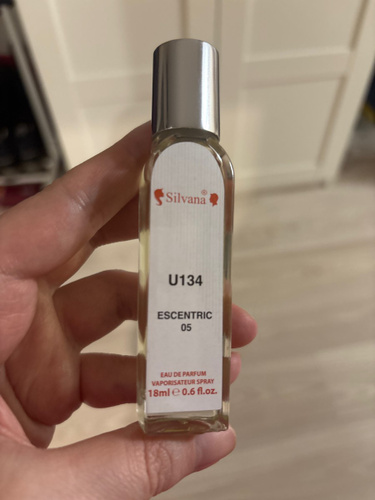 Silvana®
U134
ESCENTRIC
05
EAU DE PARFUM
VAPORISATEUR SPRAY
18ml ℮ 0.6 fl.oz.